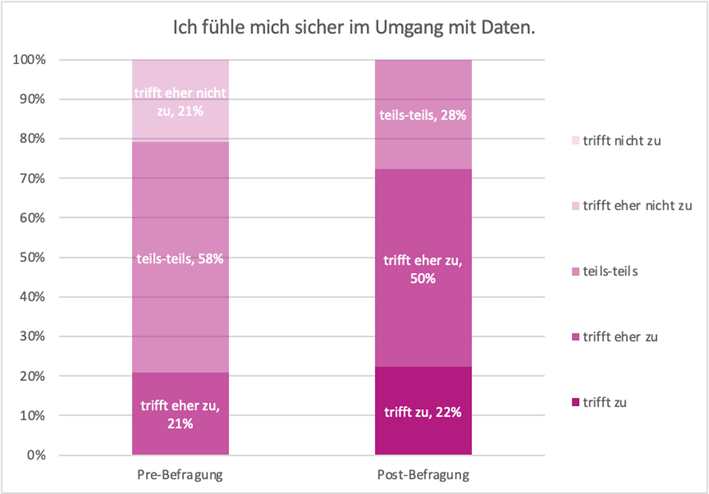 Ich fühle mich sicher im Umgang mit Daten.
100%
90%
80%
70%
60%
50%
40%
30%
20%
10%
0%
trifft eher nicht
zu, 21%
teils-teils, 58%
trifft eher zu,
21%
teils-teils, 28%
trifft eher zu,
50%
trifft zu, 22%
Pre-Befragung
Post-Befragung
trifft nicht zu
trifft eher nicht zu
teils-teils
trifft eher zu
trifft zu